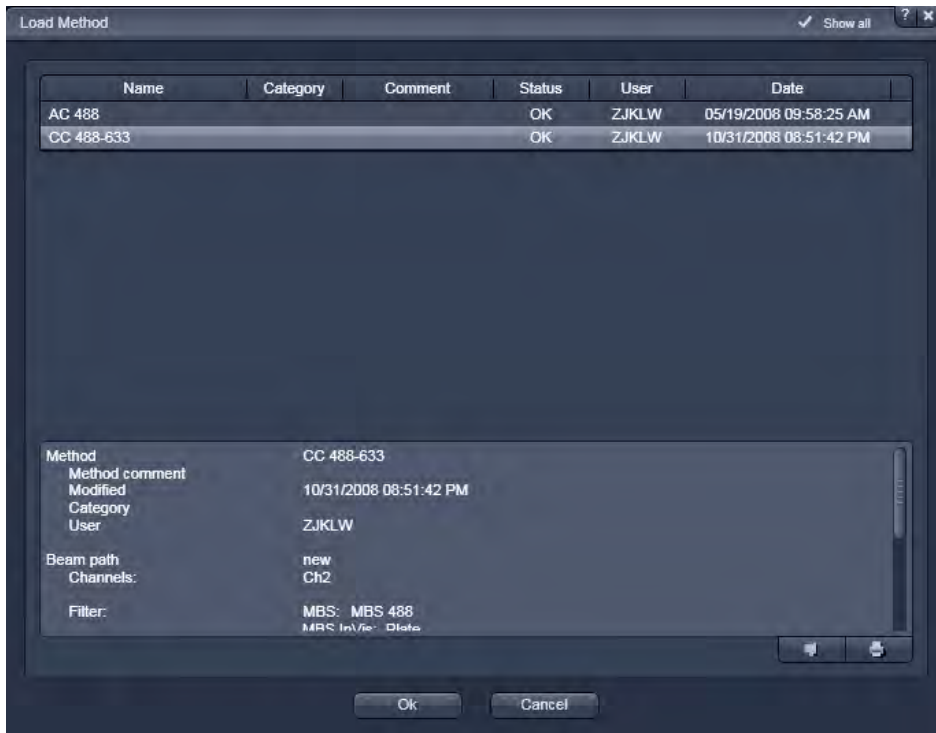 Load Method
Show all
? x
Name Category Comment Status User Date
AC 488 OK ZJKLW 05/19/2008 09:58:25 AM
CC 488-633 OK ZJKLW 10/31/2008 08:51:42 PM
Method CC 488-633
Method comment
Modified 10/31/2008 08:51:42 PM
Category
User ZJKLW
Beam path new
Channels: Ch2
Filter: MBS: MBS 488
MBS InVis: Plate
Ok Cancel